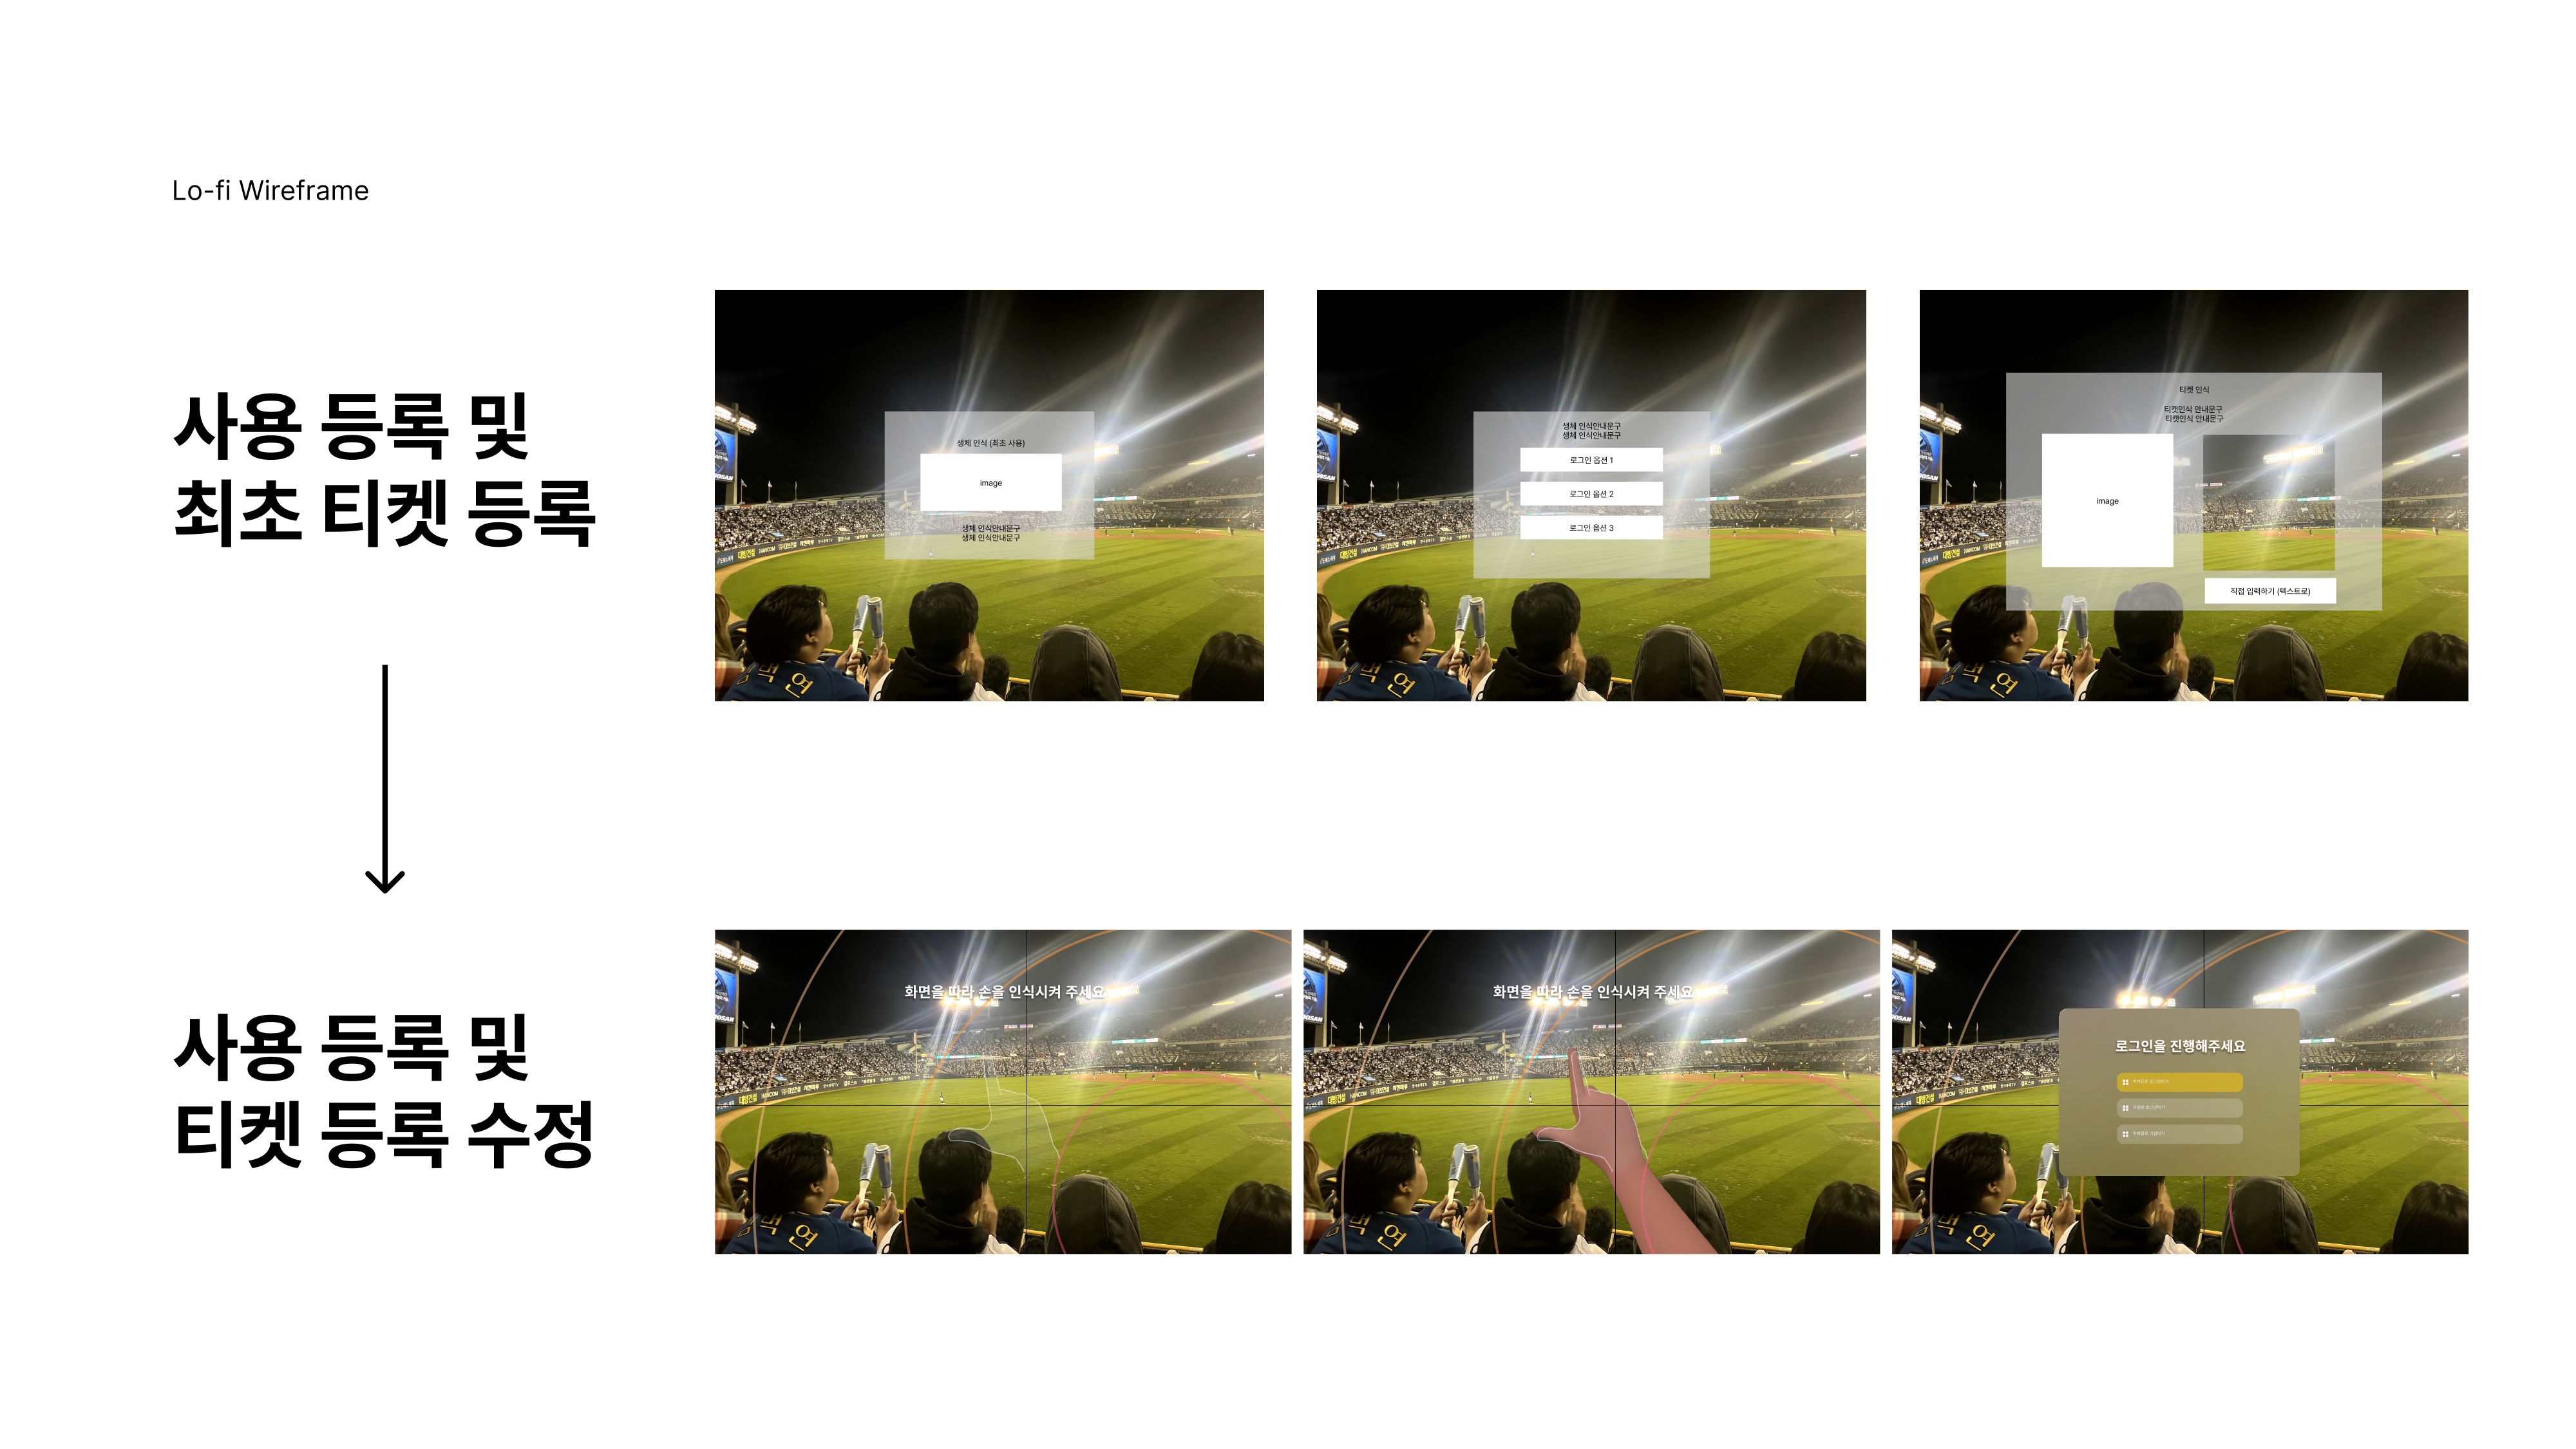 Lo-fi Wireframe
사용 등록 및
최초 티켓 등록
생체 인식 (최초 사용)
image
생체 인식안내문구
생체 인식안내문구
생체 인식안내문구
생체 인식안내문구
로그인 옵션 1
로그인 옵션 2
로그인 옵션 3
티켓 인식
티캣인식 안내문구
티캣인식 안내문구
image
직접 입력하기 (텍스트로)
사용 등록 및
티켓 등록 수정
화면을 따라 손을 인식시켜 주세요
화면을 따라 손을 인식시켜 주세요
로그인을 진행해주세요